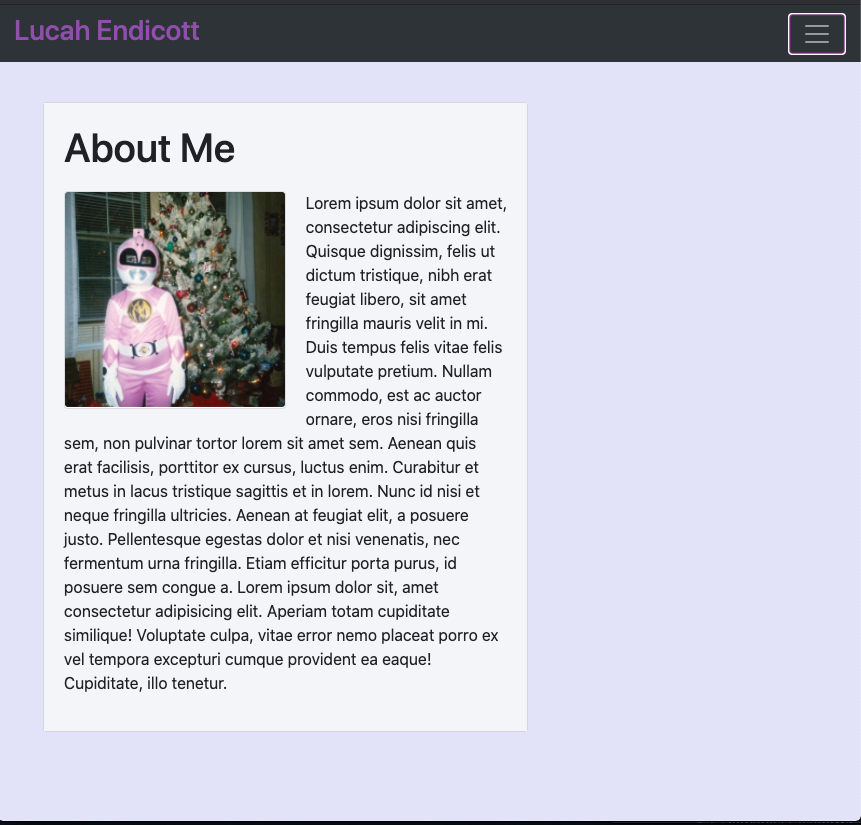 Lucah Endicott
About Me
Lorem ipsum dolor sit amet,
consectetur adipiscing elit.
Quisque dignissim, felis ut
dictum tristique, nibh erat
feugiat libero, sit amet
fringilla mauris velit in mi.
Duis tempus felis vitae felis
vulputate pretium. Nullam
commodo, est ac auctor
ornare, eros nisi fringilla
sem, non pulvinar tortor lorem sit amet sem. Aenean quis
erat facilisis, porttitor ex cursus, luctus enim. Curabitur et
metus in lacus tristique sagittis et in lorem. Nunc id nisi et
neque fringilla ultricies. Aenean at feugiat elit, a posuere
justo. Pellentesque egestas dolor et nisi venenatis, nec
fermentum urna fringilla. Etiam efficitur porta purus, id
posuere sem congue a. Lorem ipsum dolor sit, amet
consectetur adipisicing elit. Aperiam totam cupiditate
similique! Voluptate culpa, vitae error nemo placeat porro ex
vel tempora excepturi cumque provident ea eaque!
Cupiditate, illo tenetur.